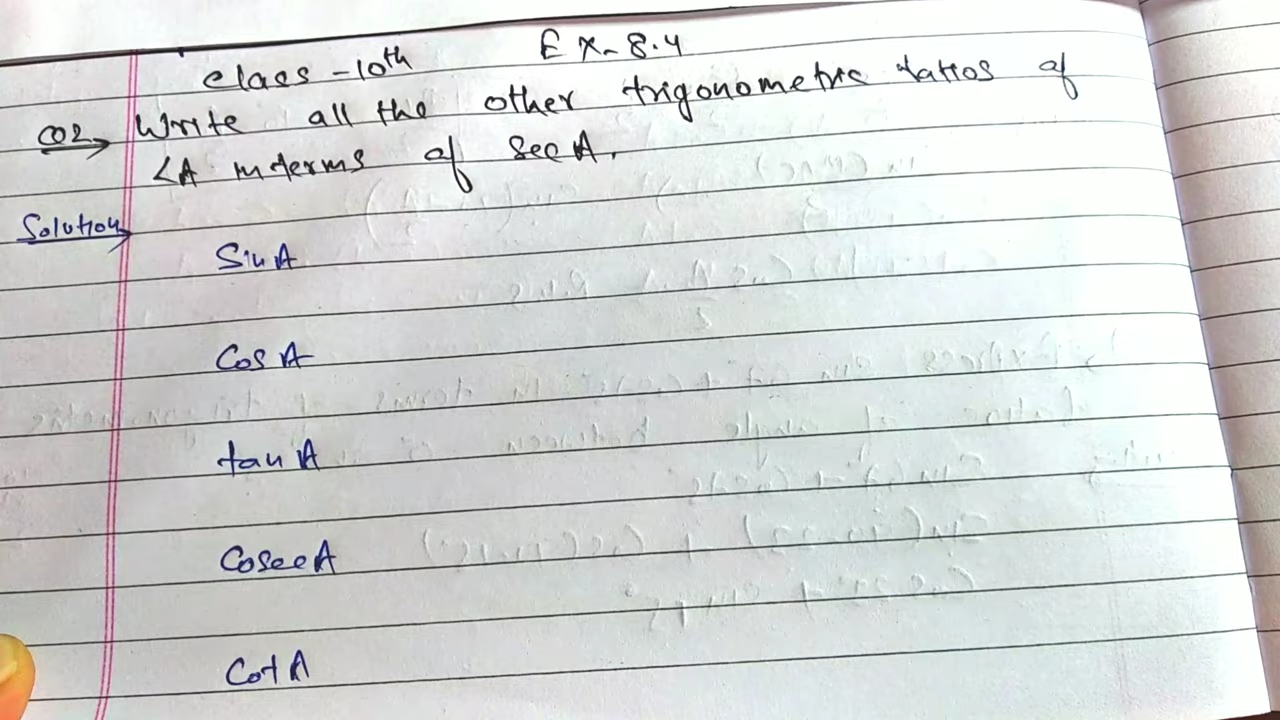 class - 10th Ex- 8.4
Q2 → Write all the other trigonometric ratios of
∠A in terms of Sec A.
Solution →
Sin A
Cos A
tan A
Cosec A
Cot A